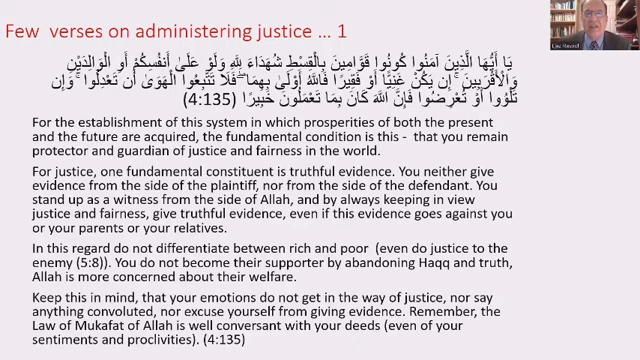 Few verses on administering justice … 1
يَا أَيُّهَا الَّذِينَ آمَنُوا كُونُوا قَوَّامِينَ بِالْقِسْطِ شُهَدَاءَ لِلَّهِ وَلَوْ عَلَىٰ أَنْفُسِكُمْ أَوِ الْوَالِدَيْنِ
وَالْأَقْرَبِينَ ۚ إِن يَكُنْ غَنِيًّا أَوْ فَقِيرًا فَاللَّهُ أَوْلَىٰ بِهِمَا ۖ فَلَا تَتَّبِعُوا الْهَوَىٰ أَن تَعْدِلُوا ۚ وَإِن
تَلْوُوا أَوْ تُعْرِضُوا فَإِنَّ اللَّهَ كَانَ بِمَا تَعْمَلُونَ خَبِيرًا (4:135)
For the establishment of this system in which prosperities of both the present
and the future are acquired, the fundamental condition is this - that you remain
protector and guardian of justice and fairness in the world.
For justice, one fundamental constituent is truthful evidence. You neither give
evidence from the side of the plaintiff, nor from the side of the defendant. You
stand up as a witness from the side of Allah, and by always keeping in view
justice and fairness, give truthful evidence, even if this evidence goes against you
or your parents or your relatives.
In this regard do not differentiate between rich and poor (even do justice to the
enemy (5:8)). You do not become their supporter by abandoning Haqq and truth,
Allah is more concerned about their welfare.
Keep this in mind, that your emotions do not get in the way of justice, nor say
anything convoluted, nor excuse yourself from giving evidence. Remember, the
Law of Mukafat of Allah is well conversant with your deeds (even of your
sentiments and proclivities). (4:135)